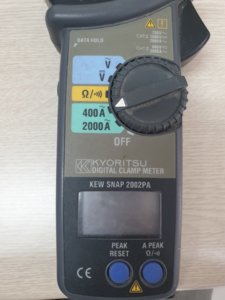 DATA HOLD
V
V
Ω/
400A
2000A
OFF
KYORITSU
DIGITAL CLAMP METER
KEW SNAP 2002PA
PEAK RESET
A PEAK Ω/
CE